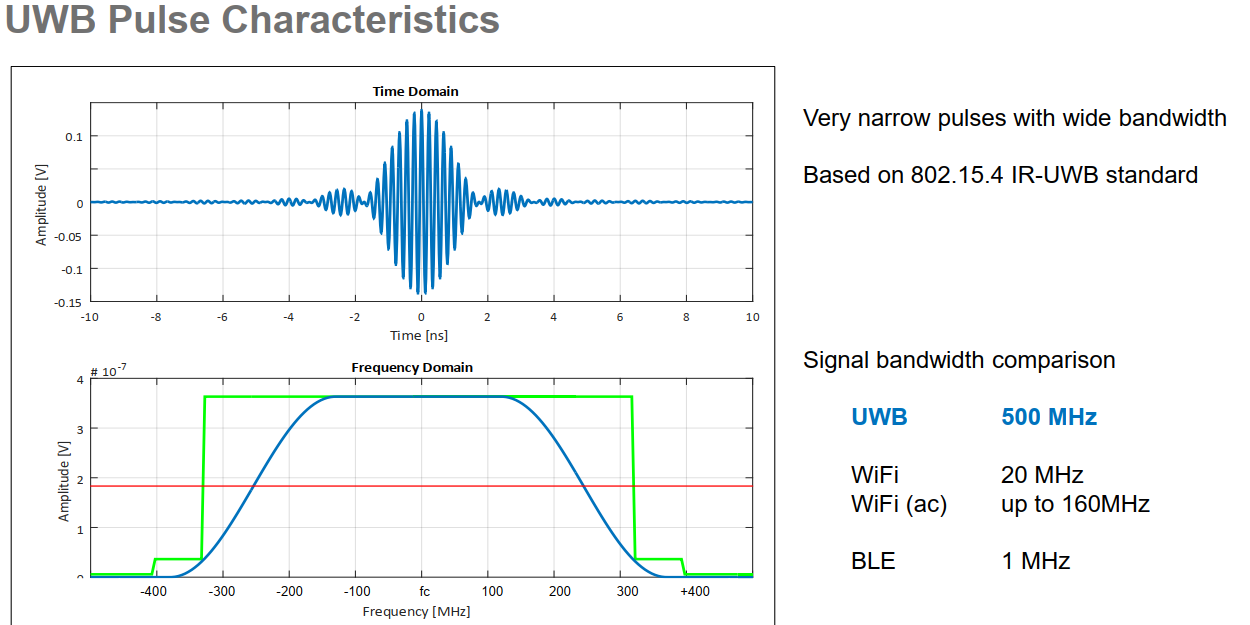 UWB Pulse Characteristics
Time Domain
Amplitude [V]
0.1
0
-0.05
-0.1
-0.15
-10 -8 -6 -4 -2 0 2 4 6 8 10
Time [ns]
Frequency Domain
# 10-7
Amplitude [V]
4
3
2
1
-400 -300 -200 -100 fc 100 200 300 +400
Frequency [MHz]
Very narrow pulses with wide bandwidth
Based on 802.15.4 IR-UWB standard
Signal bandwidth comparison
UWB 500 MHz
WiFi 20 MHz
WiFi (ac) up to 160MHz
BLE 1 MHz